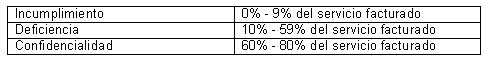 Incumplimiento 0% - 9% del servicio facturado
Deficiencia 10% - 59% del servicio facturado
Confidencialidad 60% - 80% del servicio facturado